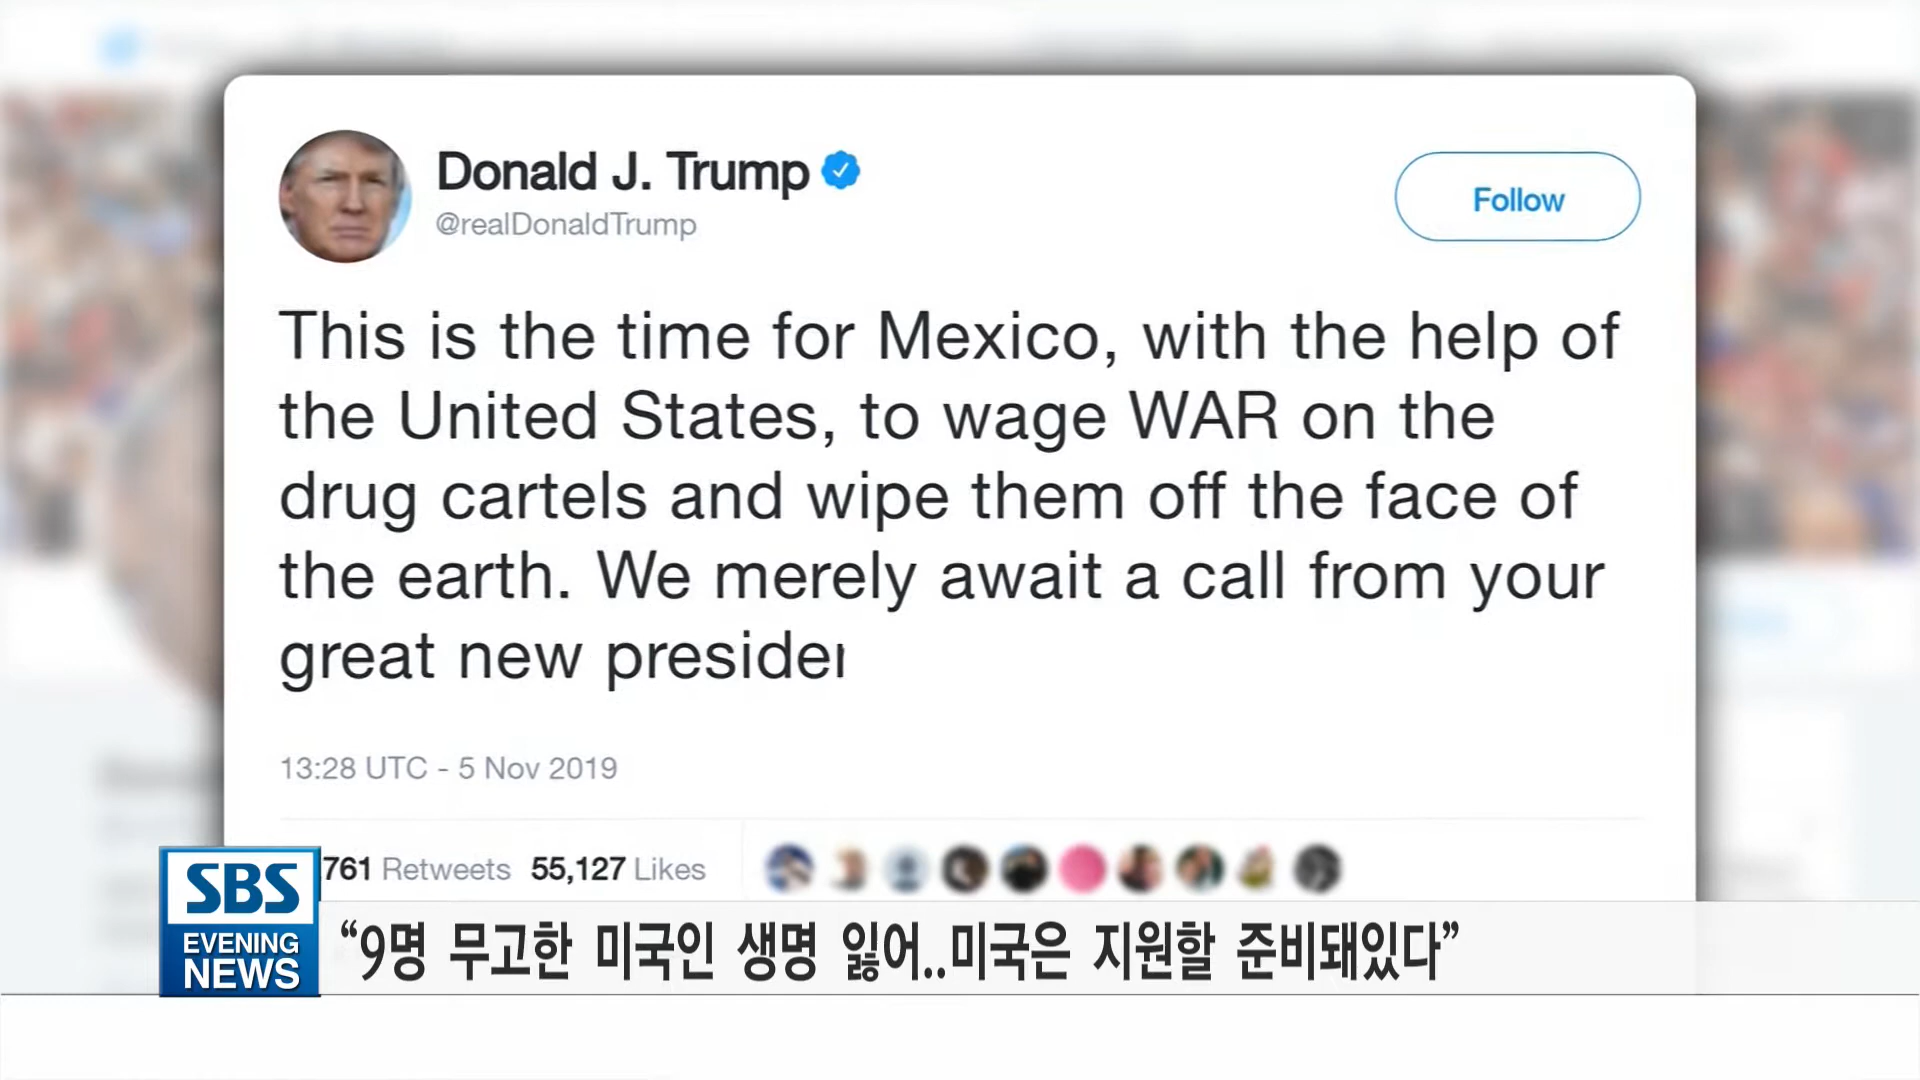 Donald J. Trump
@realDonaldTrump
Follow
This is the time for Mexico, with the help of
the United States, to wage WAR on the
drug cartels and wipe them off the face of
the earth. We merely await a call from your
great new presider
13:28 UTC - 5 Nov 2019
761 Retweets 55,127 Likes
SBS
EVENING
NEWS
“9명 무고한 미국인 생명 잃어..미국은 지원할 준비돼있다”